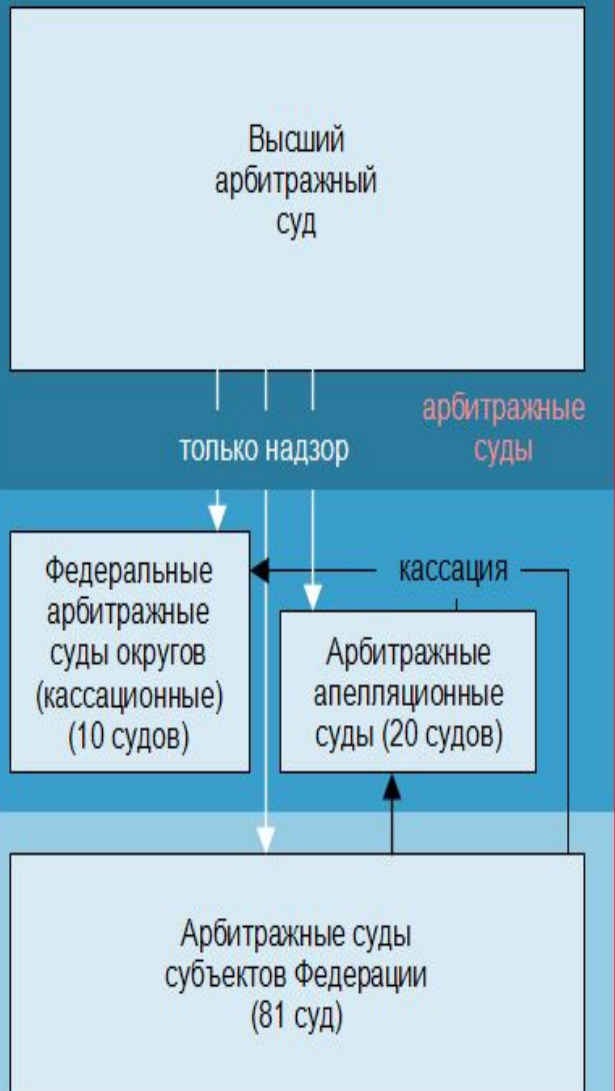 Высший
арбитражный
суд
арбитражные
суды
только надзор
кассация
Федеральные
арбитражные
суды округов
(кассационные)
(10 судов)
Арбитражные
апелляционные
суды (20 судов)
Арбитражные суды
субъектов Федерации
(81 суд)